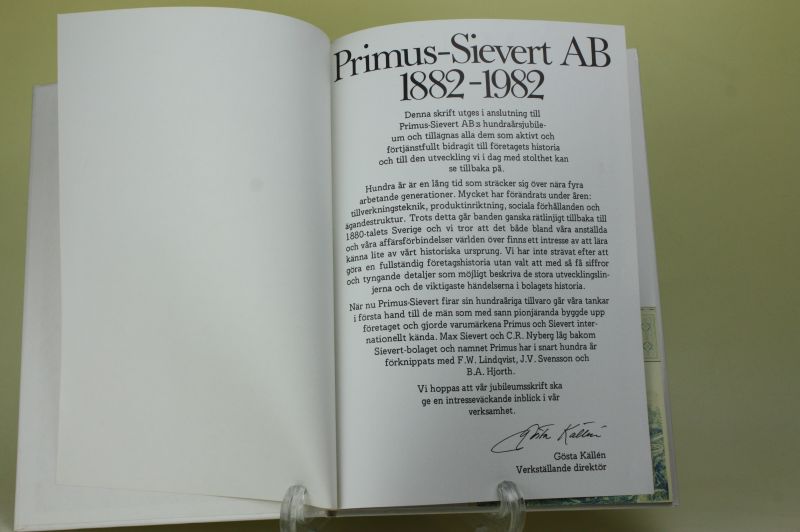 Primus-Sievert AB
1882-1982
Denna skrift utges i anslutning till
Primus-Sievert AB:s hundraårsjubile-
um och tillägnas alla dem som aktivt och
förtjänstfullt bidragit till företagets historia
och till den utveckling vi i dag med stolthet kan
se tillbaka på.
Hundra år är en lång tid som sträcker sig över nära fyra
arbetande generationer. Mycket har förändrats under åren:
tillverkningsteknik, produktinriktning, sociala förhållanden och
ägandestruktur. Trots detta går banden ganska rätlinjigt tillbaka till
1880-talets Sverige och vi tror att det både bland våra anställda
och våra affärsförbindelser världen över finns ett intresse av att lära
känna lite av vårt historiska ursprung. Vi har inte strävat efter att
göra en fullständig företagshistoria utan valt att med så få siffror
och tyngande detaljer som möjligt beskriva de stora utvecklingslin-
jerna och de viktigaste händelserna i bolagets historia.
När nu Primus-Sievert firar sin hundraåriga tillvaro går våra tankar
i första hand till de män som med sann pionjäranda byggde upp
företaget och gjorde varumärkena Primus och Sievert inter-
nationellt kända. Max Sievert och C.R. Nyberg låg bakom
Sievert-bolaget och namnet Primus har i snart hundra år
förknippats med F.W. Lindqvist, J.V. Svensson och
B.A. Hjorth.
Vi hoppas att vår jubileumsskrift ska
ge en intresseväckande inblick i vår
verksamhet.
Gösta Källén
Gösta Källén
Verkställande direktör